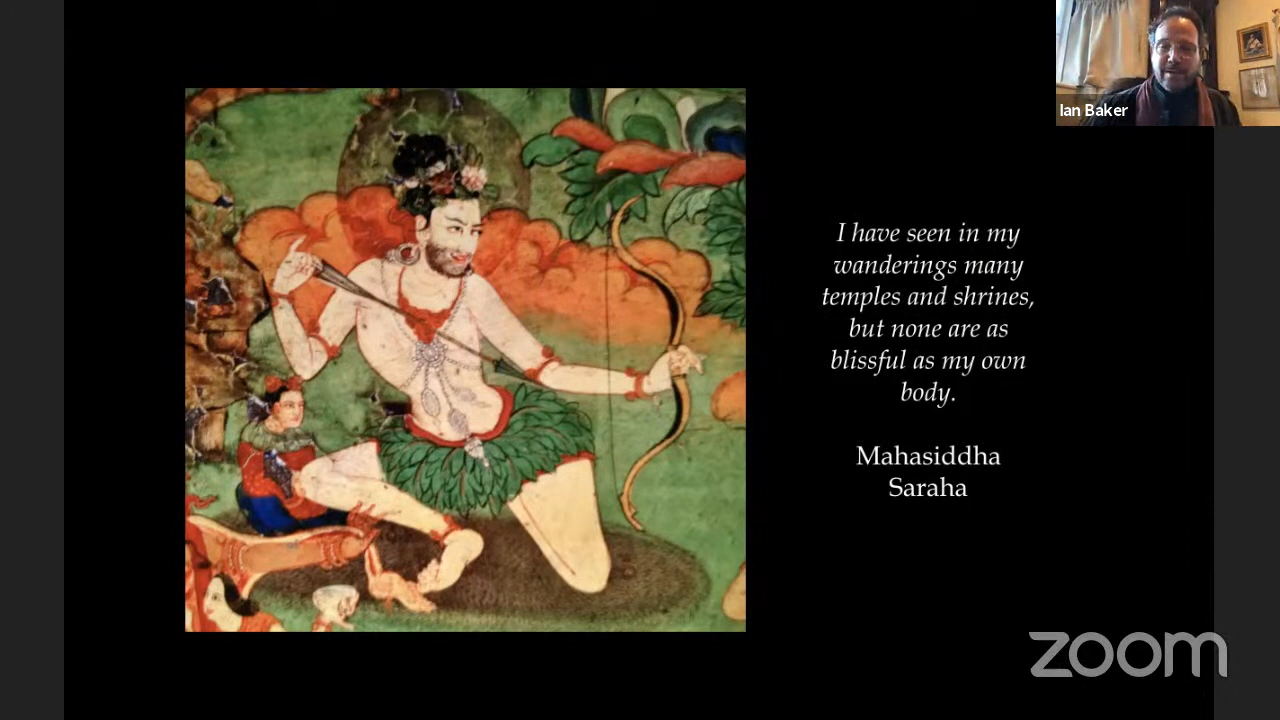 Ian Baker
I have seen in my
wanderings many
temples and shrines,
but none are as
blissful as my own
body.
Mahasiddha
Saraha
zoom